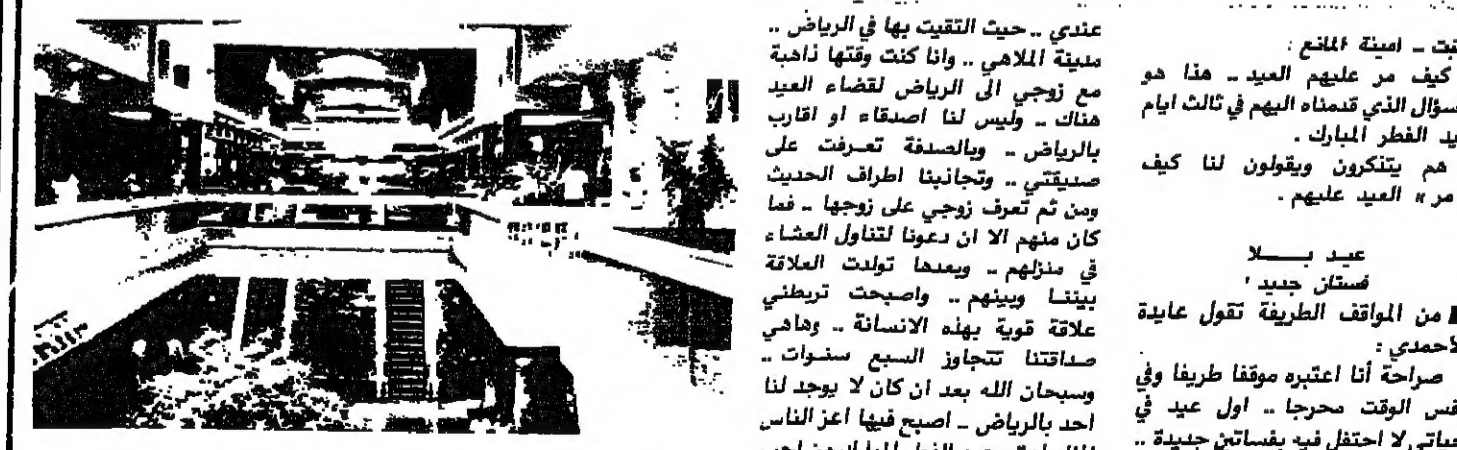 امينة المانع :
كيف مر عليهم العيد .. هذا هو
السؤال الذي قدمناه اليهم في ثالث ايام
عيد الفطر المبارك .
هم يتذكرون ويقولون لنا كيف
مر » العيد عليهم .
عيد بـــلا
فستان جديد '
من المواقف الطريفة تقول عايدة
الاحمدي :
صراحة أنا اعتبره موقفا طريفا وفي
نفس الوقت محرجا .. اول عيد في
حياتي لا احتفل فيه بفساتين جديدة ..
عندي .. حيث التقيت بها في الرياض ..
مدينة الملاهي .. وانا كنت وقتها ذاهبة
مع زوجي الى الرياض لقضاء العيد
هناك .. وليس لنا اصدقاء او اقارب
بالرياض .. وبالصدفة تعـرفت على
صديقتي .. وتجاذبنا اطراف الحديث
ومن ثم تعرف زوجي على زوجها .. فما
كان منهم الا ان دعونا لتناول العشاء
في منزلهم .. وبعدها تولدت العلاقة
بيننـا وبينهم .. واصبحت تربطني
علاقة قوية بهذه الانسانة .. وهاهي
صداقتنا تتجاوز السبع سنـوات ..
وسبحان الله بعد ان كان لا يوجد لنا
احد بالرياض .. اصبح فيها اعز الناس